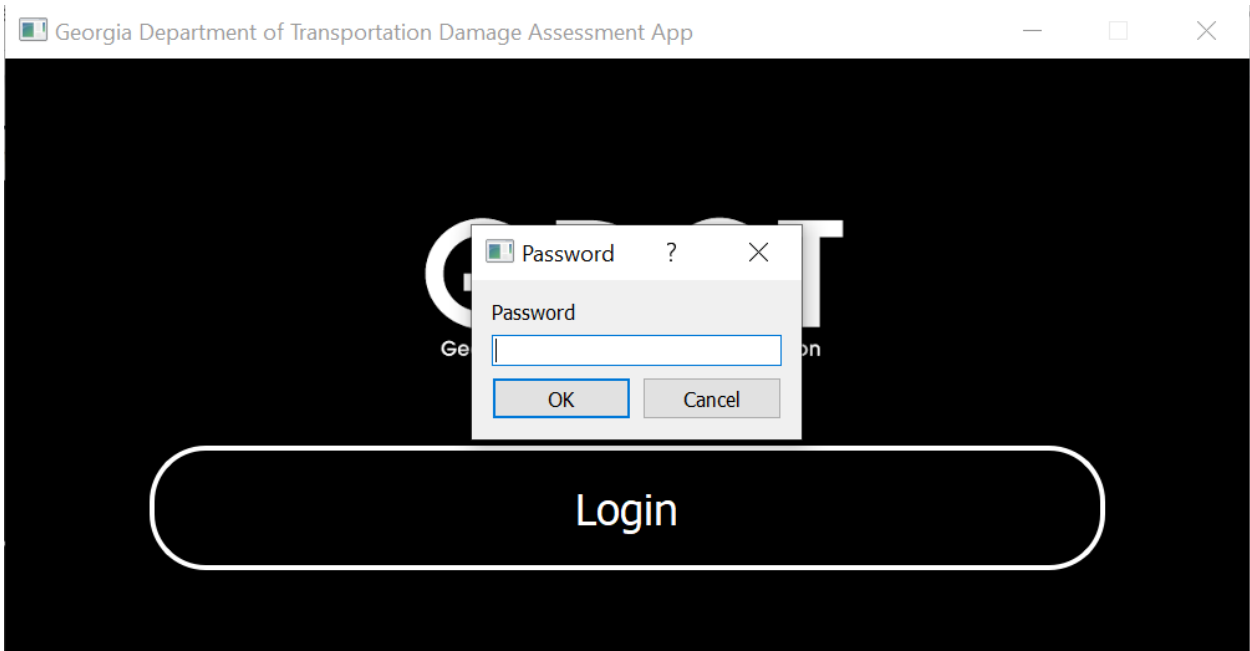 Georgia Department of Transportation Damage Assessment App
Password
Password
OK
Cancel
Login